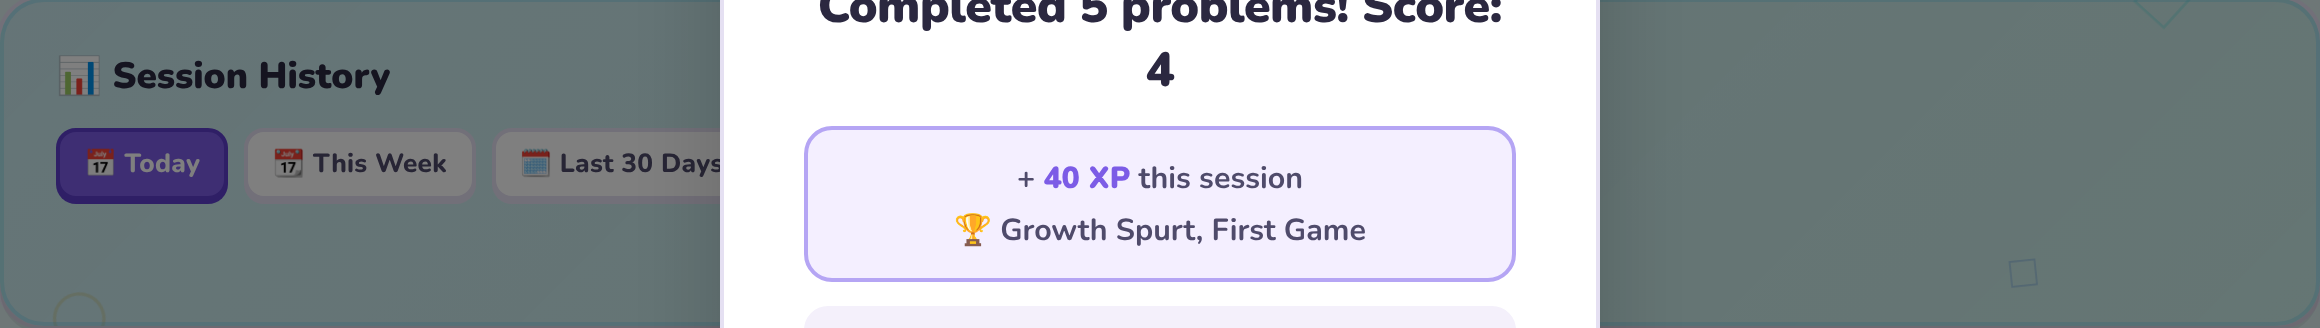 Completed 5 problems! Score:
4
📊 Session History
📅 Today
📆 This Week
🗓️ Last 30 Days
+ 40 XP this session
🏆 Growth Spurt, First Game